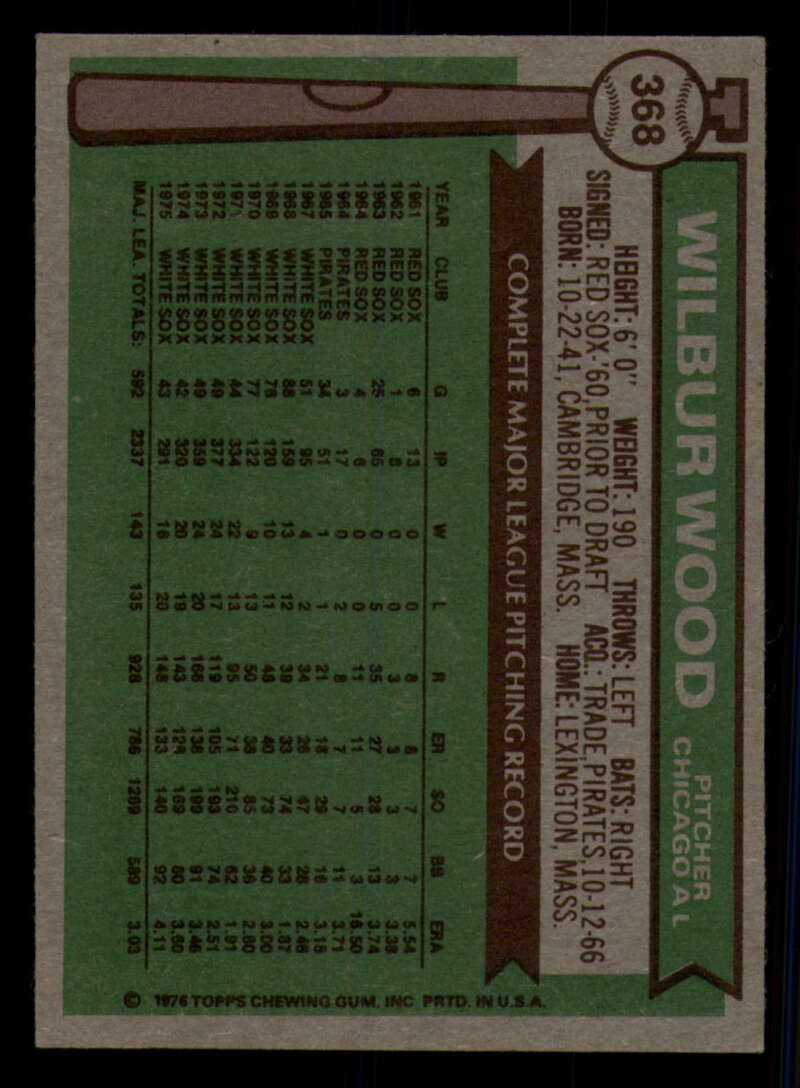 368
WILBUR WOOD PITCHER
CHICAGO A L
HEIGHT: 6' 0" WEIGHT: 190 THROWS: LEFT BATS: RIGHT
SIGNED: RED SOX-'60, PRIOR TO DRAFT ACQ.: TRADE, PIRATES, 10-12-66
BORN: 10-22-41, CAMBRIDGE, MASS. HOME: LEXINGTON, MASS.
COMPLETE MAJOR LEAGUE PITCHING RECORD
YEAR CLUB G IP W L R ER SO BB ERA
1961 RED SOX 6 13 0 0 8 8 7 7 5.54
1962 RED SOX 1 8 0 0 3 3 3 3 3.38
1963 RED SOX 25 65 0 5 35 27 28 13 3.74
1964 RED SOX 4 6 0 0 11 11 5 3 16.50
1964 PIRATES 3 17 0 2 8 7 7 11 3.71
1965 PIRATES 34 51 1 1 21 18 29 16 3.18
1967 WHITE SOX 51 95 4 2 34 26 47 28 2.46
1968 WHITE SOX 88 159 13 12 39 33 74 33 1.87
1969 WHITE SOX 76 120 10 11 46 40 73 40 3.00
1970 WHITE SOX 77 122 9 13 50 38 85 36 2.80
1971 WHITE SOX 44 334 22 13 95 71 210 62 1.91
1972 WHITE SOX 49 377 24 17 119 105 193 74 2.51
1973 WHITE SOX 49 359 24 20 166 138 199 91 3.46
1974 WHITE SOX 42 320 20 19 143 128 169 80 3.60
1975 WHITE SOX 43 291 16 20 148 133 140 92 4.11
MAJ. LEA. TOTALS: 592 2337 143 135 926 786 1269 589 3.03
© 1976 TOPPS CHEWING GUM, INC PRTD. IN U.S.A.